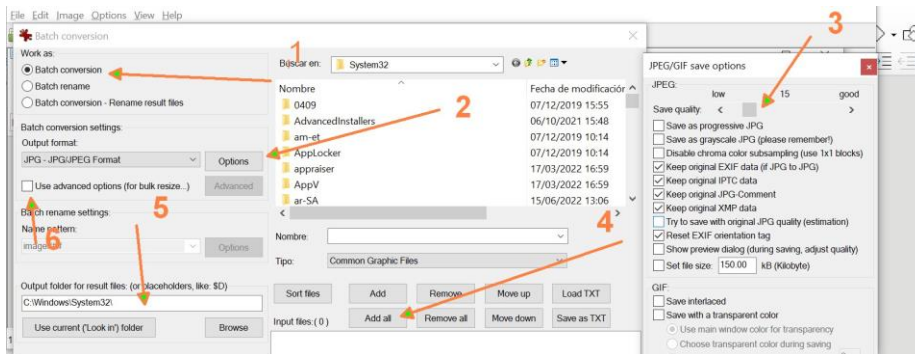 File Edit Image Options View Help
Batch conversion
Work as:
Batch conversion
Batch rename
Batch conversion - Rename result files
Batch conversion settings:
Output format:
JPG - JPG/JPEG Format
Options
Use advanced options (for bulk resize...)
Advanced
Batch rename settings:
Name pattern:
Options
Output folder for result files: (or placeholders, like: $D)
C:\Windows\System32\
Use current ('Look in') folder
Browse
1
2
3
4
5
6
Buscar en:
System32
Nombre
Fecha de modificación
0409
07/12/2019 15:55
AdvancedInstallers
06/10/2021 15:48
am-et
07/12/2019 10:14
AppLocker
07/12/2019 10:14
appraiser
17/03/2022 16:59
AppV
17/03/2022 16:59
ar-SA
15/06/2022 13:06
Nombre:
Tipo:
Common Graphic Files
Sort files
Add
Remove
Move up
Load TXT
Input files: ( 0 )
Add all
Remove all
Move down
Save as TXT
JPEG/GIF save options
JPEG:
low
15
good
Save quality:
Save as progressive JPG
Save as grayscale JPG (please remember!)
Disable chroma color subsampling (use 1x1 blocks)
Keep original EXIF data (if JPG to JPG)
Keep original IPTC data
Keep original JPG-Comment
Keep original XMP data
Try to save with original JPG quality (estimation)
Reset EXIF orientation tag
Show preview dialog (during saving, adjust quality)
Set file size:
150.00
kB (Kilobyte)
GIF:
Save interlaced
Save with a transparent color
Use main window color for transparency
Choose transparent color during saving